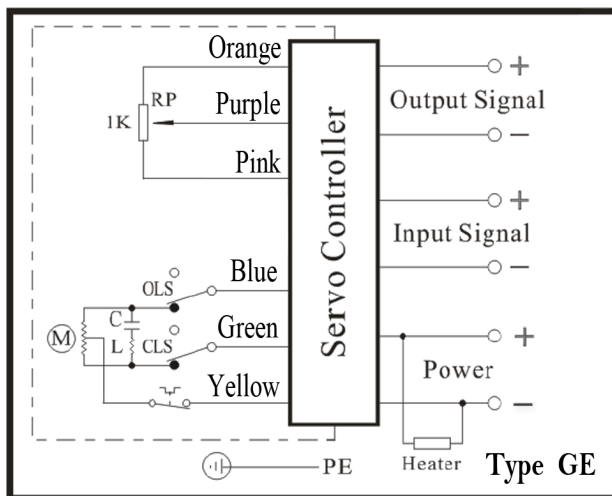 Orange
RP
1K
Purple
Pink
Output Signal
+
−
Input Signal
+
−
Servo Controller
Blue
OLS
C
M
L
CLS
Green
Yellow
Power
+
−
Heater
PE
Type GE